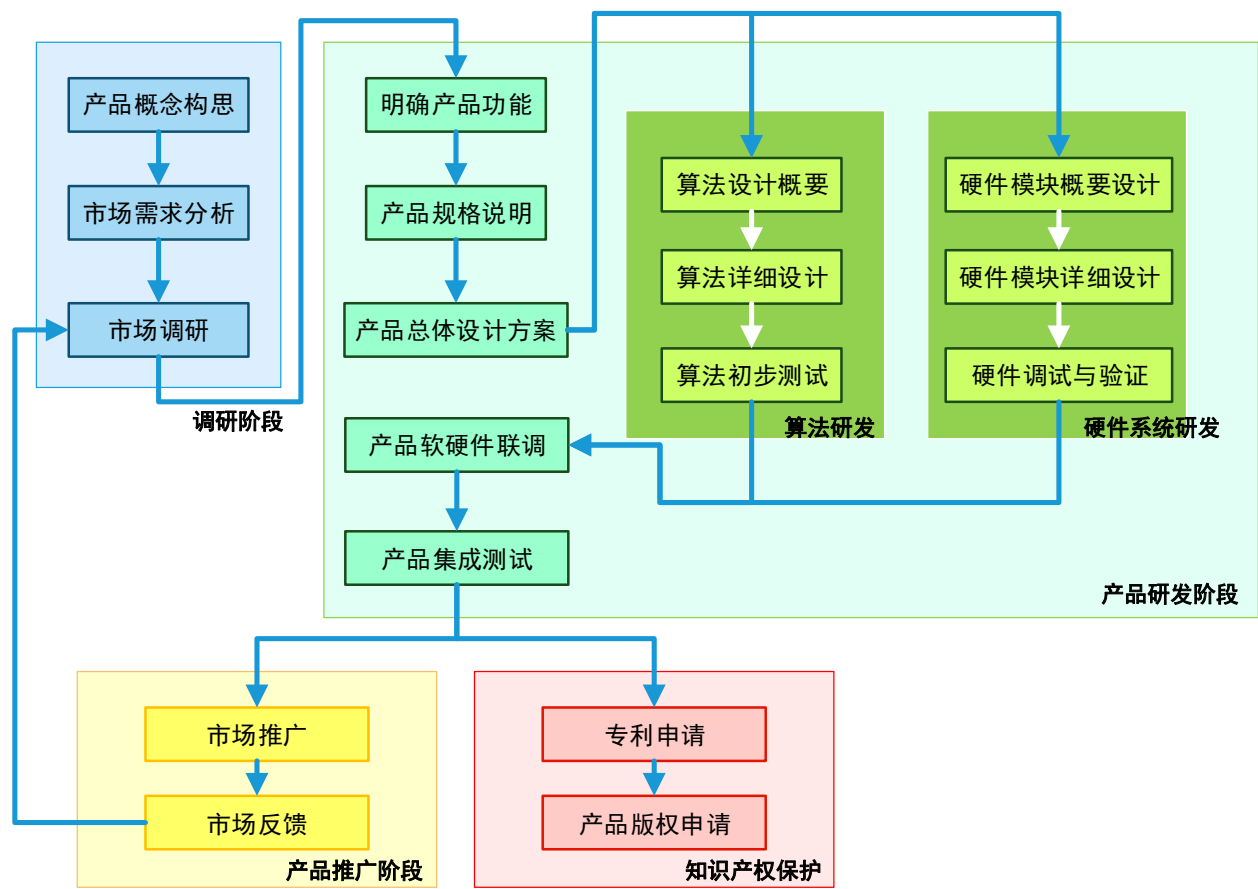 产品概念构思
市场需求分析
市场调研
调研阶段
明确产品功能
产品规格说明
产品总体设计方案
算法设计概要
算法详细设计
算法初步测试
算法研发
硬件模块概要设计
硬件模块详细设计
硬件调试与验证
硬件系统研发
产品软硬件联调
产品集成测试
产品研发阶段
市场推广
市场反馈
产品推广阶段
专利申请
产品版权申请
知识产权保护